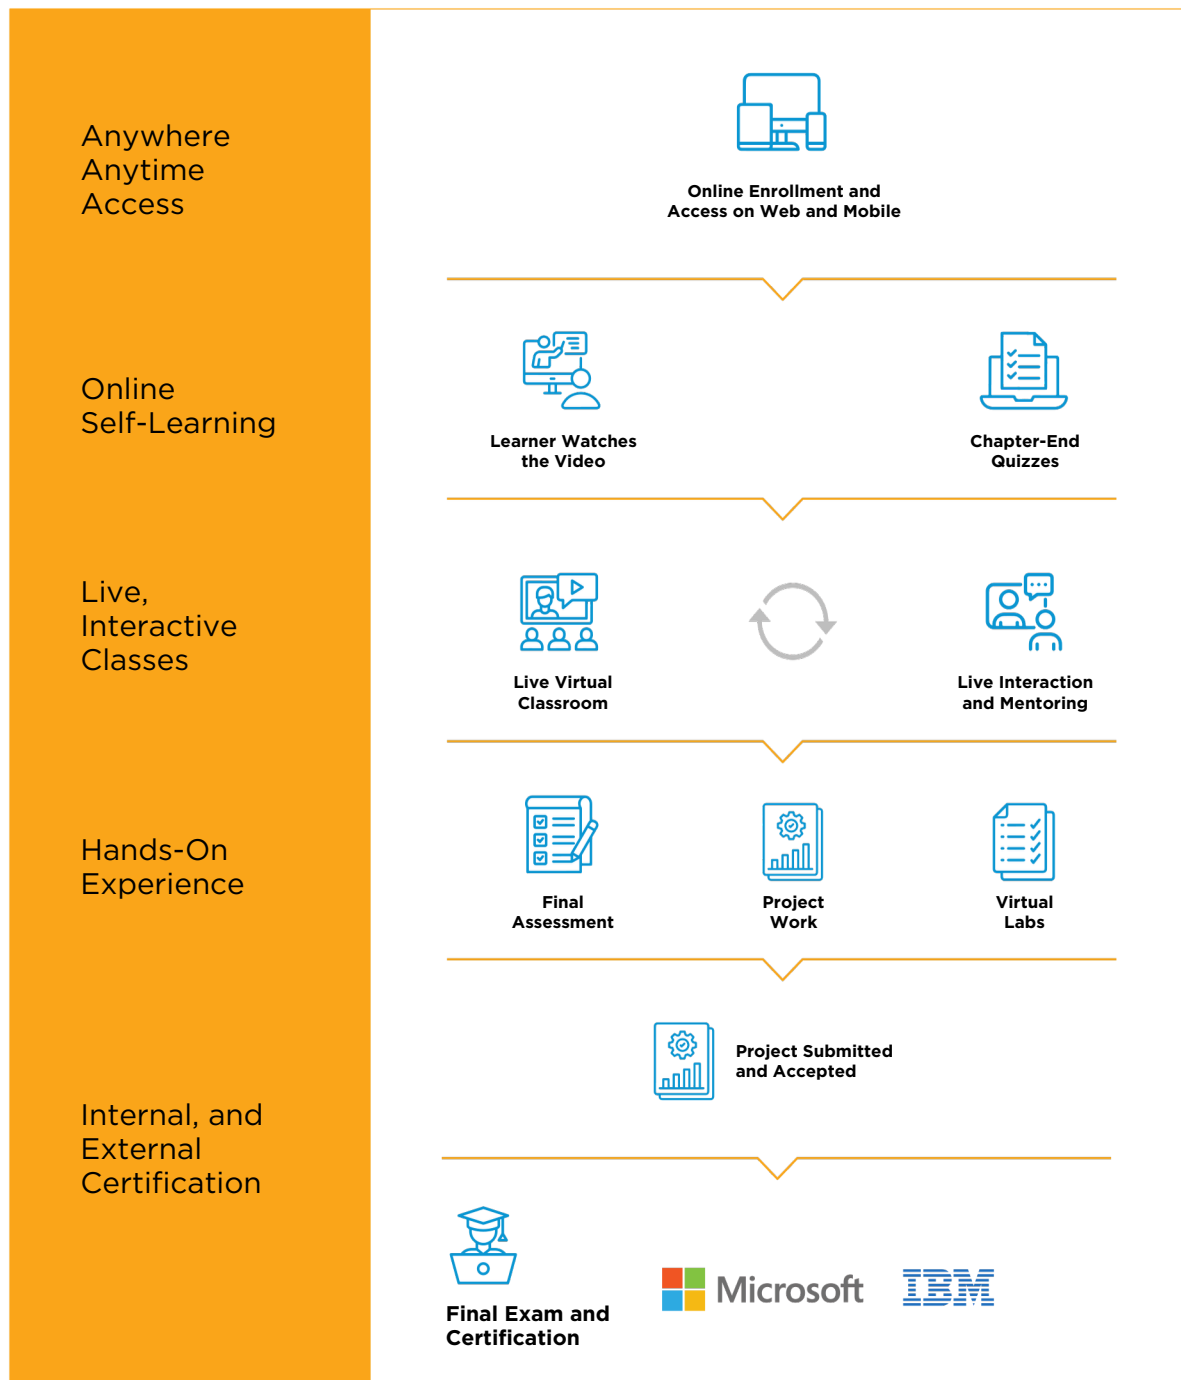 Anywhere
Anytime
Access
Online Enrollment and
Access on Web and Mobile
Online
Self-Learning
Learner Watches
the Video
Chapter-End
Quizzes
Live,
Interactive
Classes
Live Virtual
Classroom
Live Interaction
and Mentoring
Hands-On
Experience
Final
Assessment
Project
Work
Virtual
Labs
Internal, and
External
Certification
Project Submitted
and Accepted
Final Exam and
Certification
Microsoft
IBM